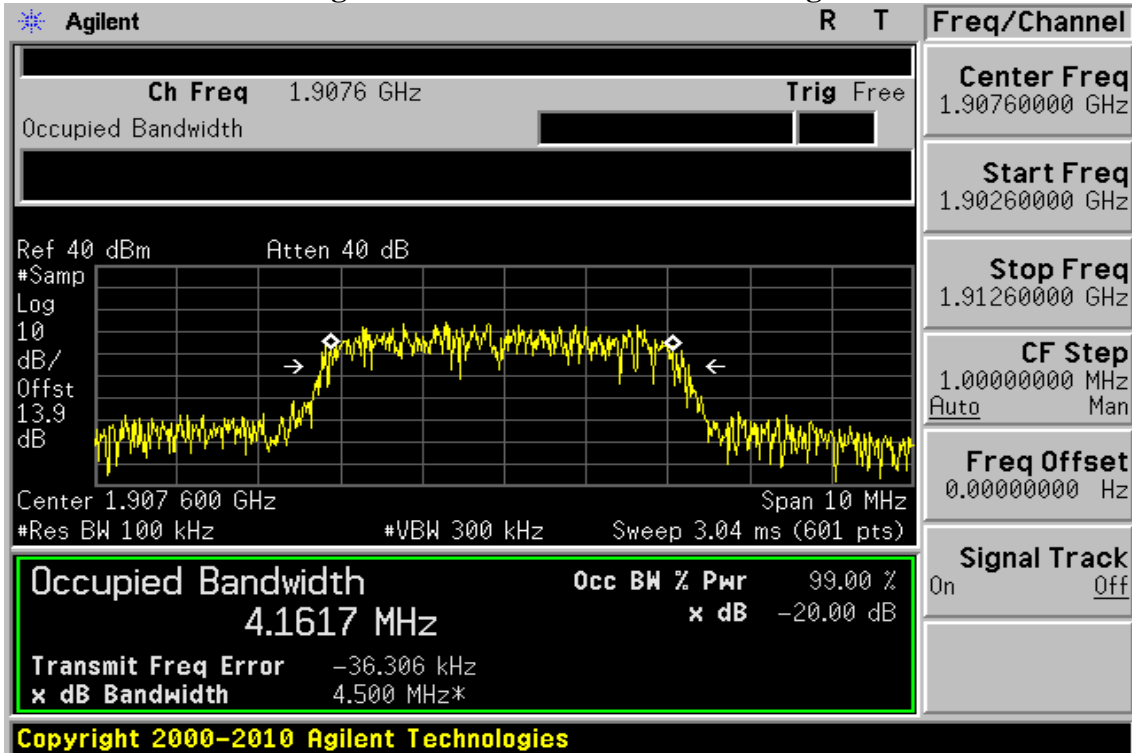 Agilent R T Freq/Channel
Ch Freq 1.9076 GHz Trig Free
Occupied Bandwidth
Center Freq
1.90760000 GHz
Start Freq
1.90260000 GHz
Stop Freq
1.91260000 GHz
CF Step
1.00000000 MHz
Auto Man
Freq Offset
0.00000000 Hz
Signal Track
On Off
Ref 40 dBm Atten 40 dB
#Samp
Log
10
dB/
Offst
13.9
dB
Center 1.907 600 GHz Span 10 MHz
#Res BW 100 kHz #VBW 300 kHz Sweep 3.04 ms (601 pts)
Occupied Bandwidth Occ BW % Pwr 99.00 %
4.1617 MHz x dB -20.00 dB
Transmit Freq Error -36.306 kHz
x dB Bandwidth 4.500 MHz*
Copyright 2000-2010 Agilent Technologies